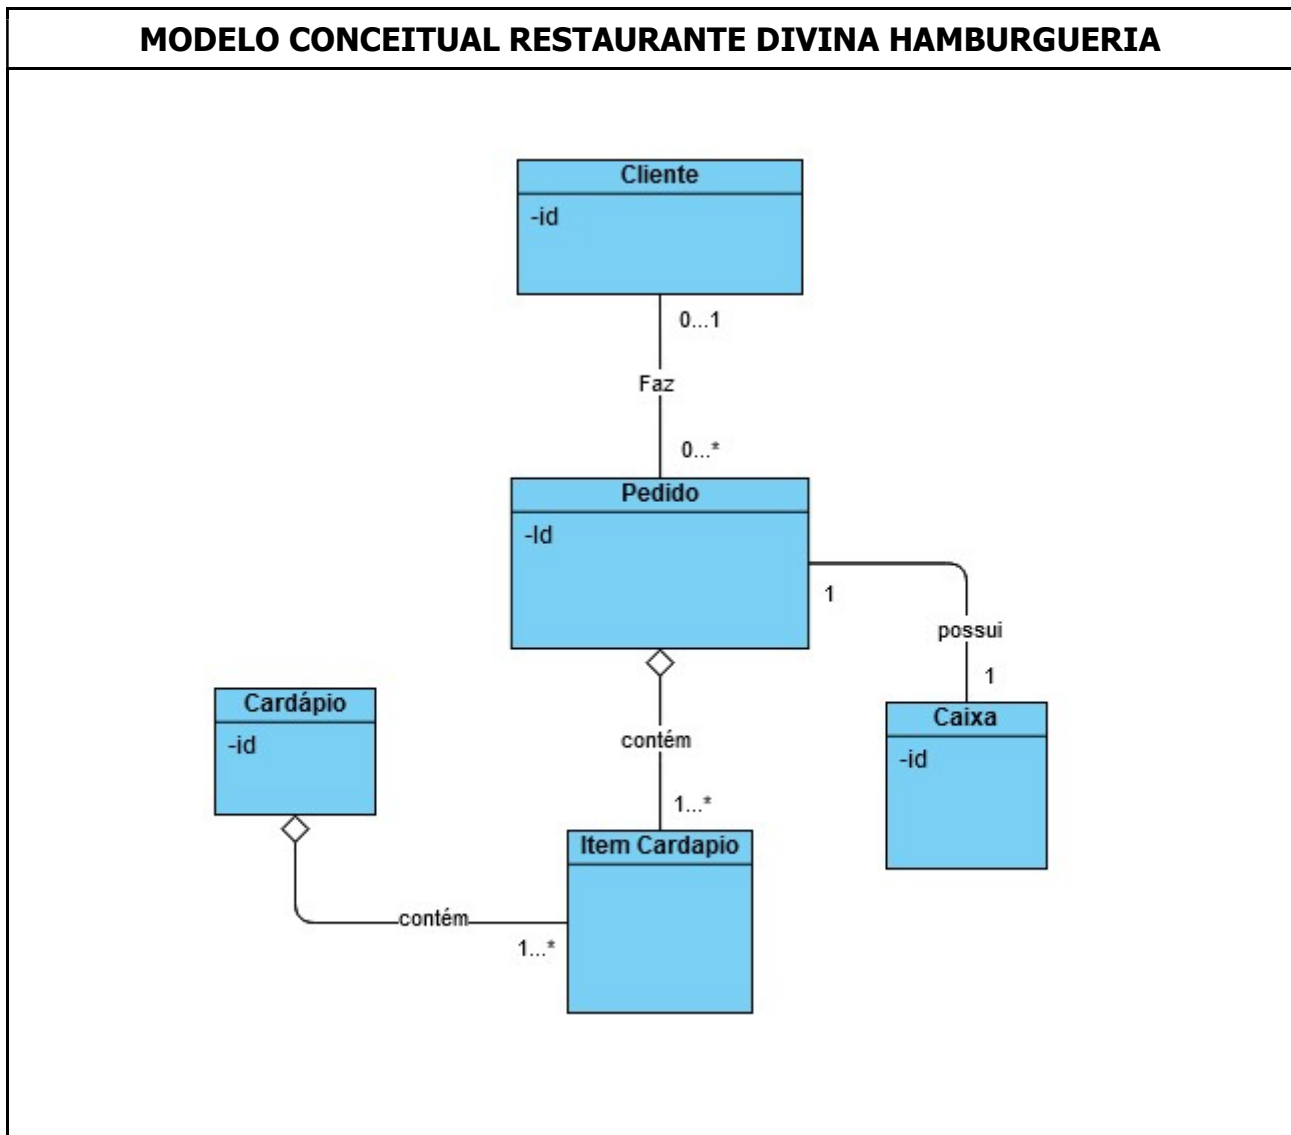 MODELO CONCEITUAL RESTAURANTE DIVINA HAMBURGUERIA
Cliente
-id
0...1
Faz
0...*
Pedido
-Id
1
possui
1
Caixa
-id
Cardápio
-id
contém
1...*
Item Cardapio
contém
1...*